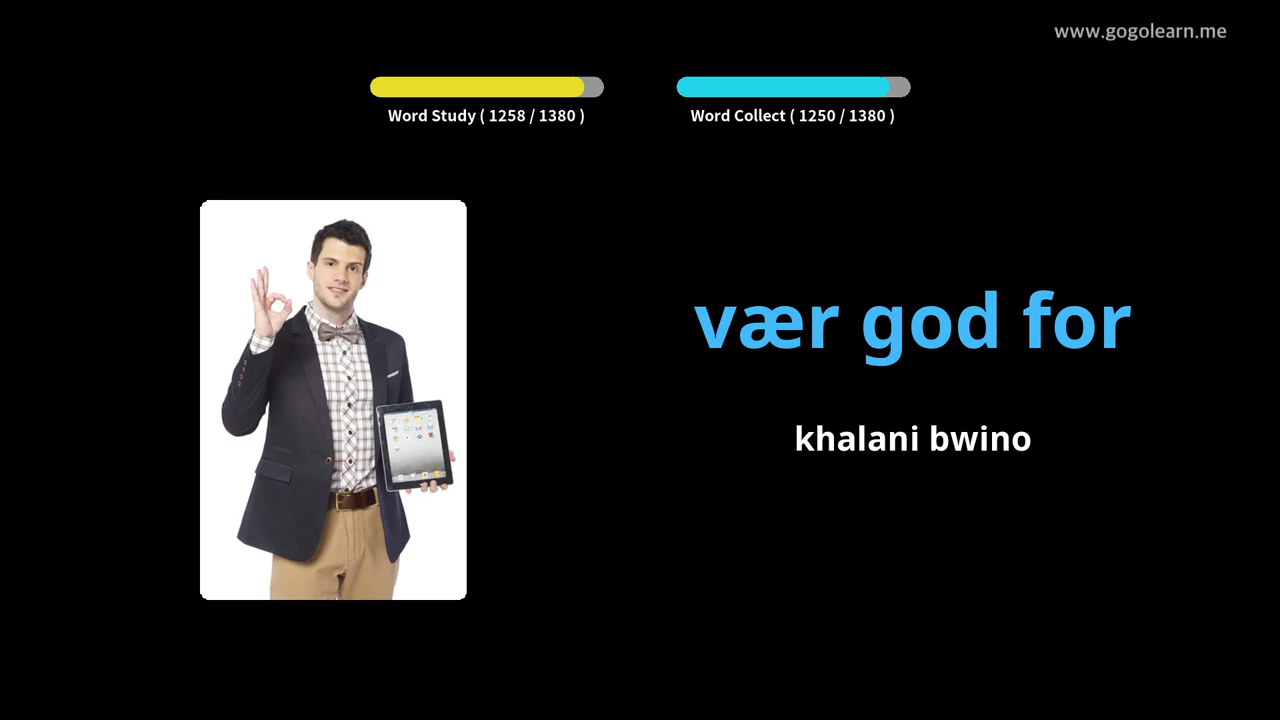 www.gogolearn.me
Word Study ( 1258 / 1380 )
Word Collect ( 1250 / 1380 )
vær god for
khalani bwino